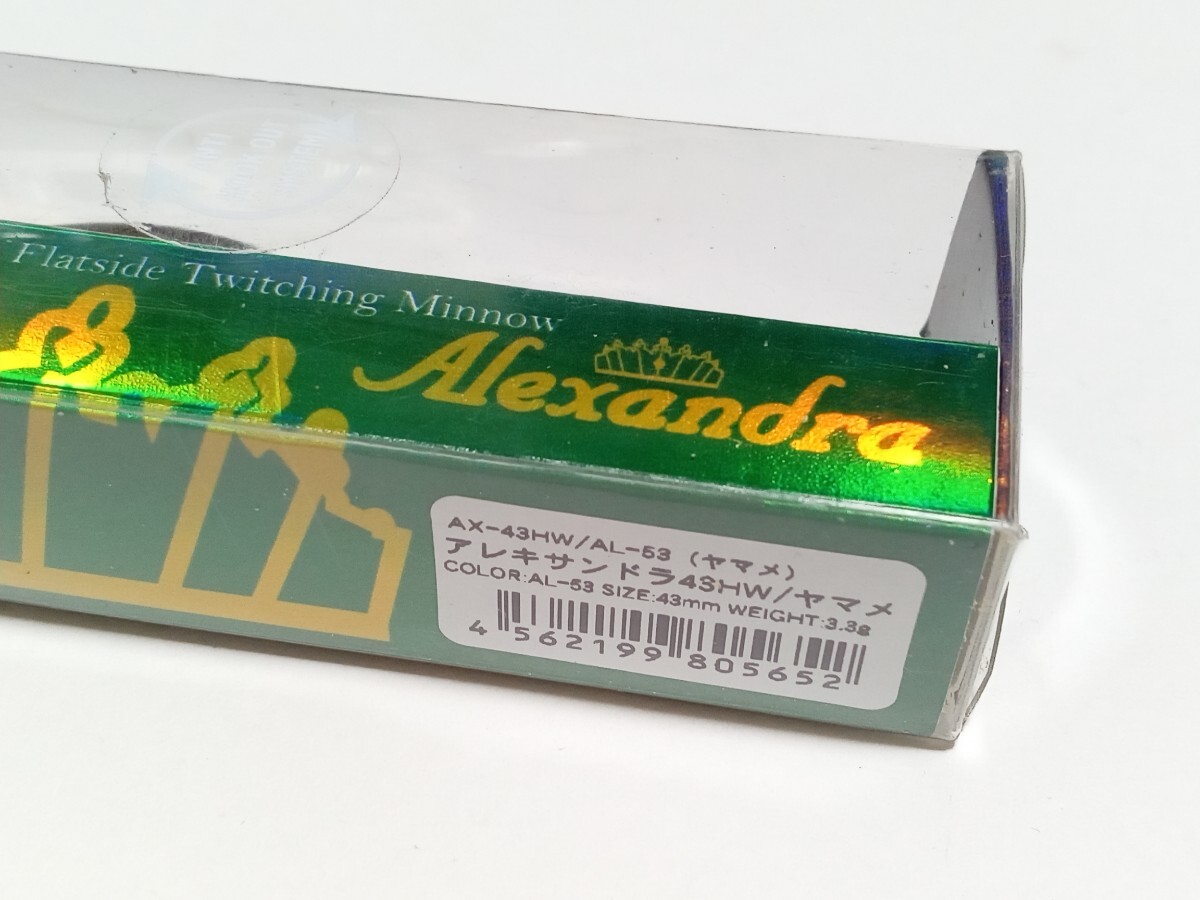 Flatside Twitching Minnow
Alexandra
AX-43HW/AL-53 (ヤマメ)
アレキサンドラ43HW/ヤマメ
COLOR:AL-53 SIZE:43mm WEIGHT:3.3g
4 562199 805652